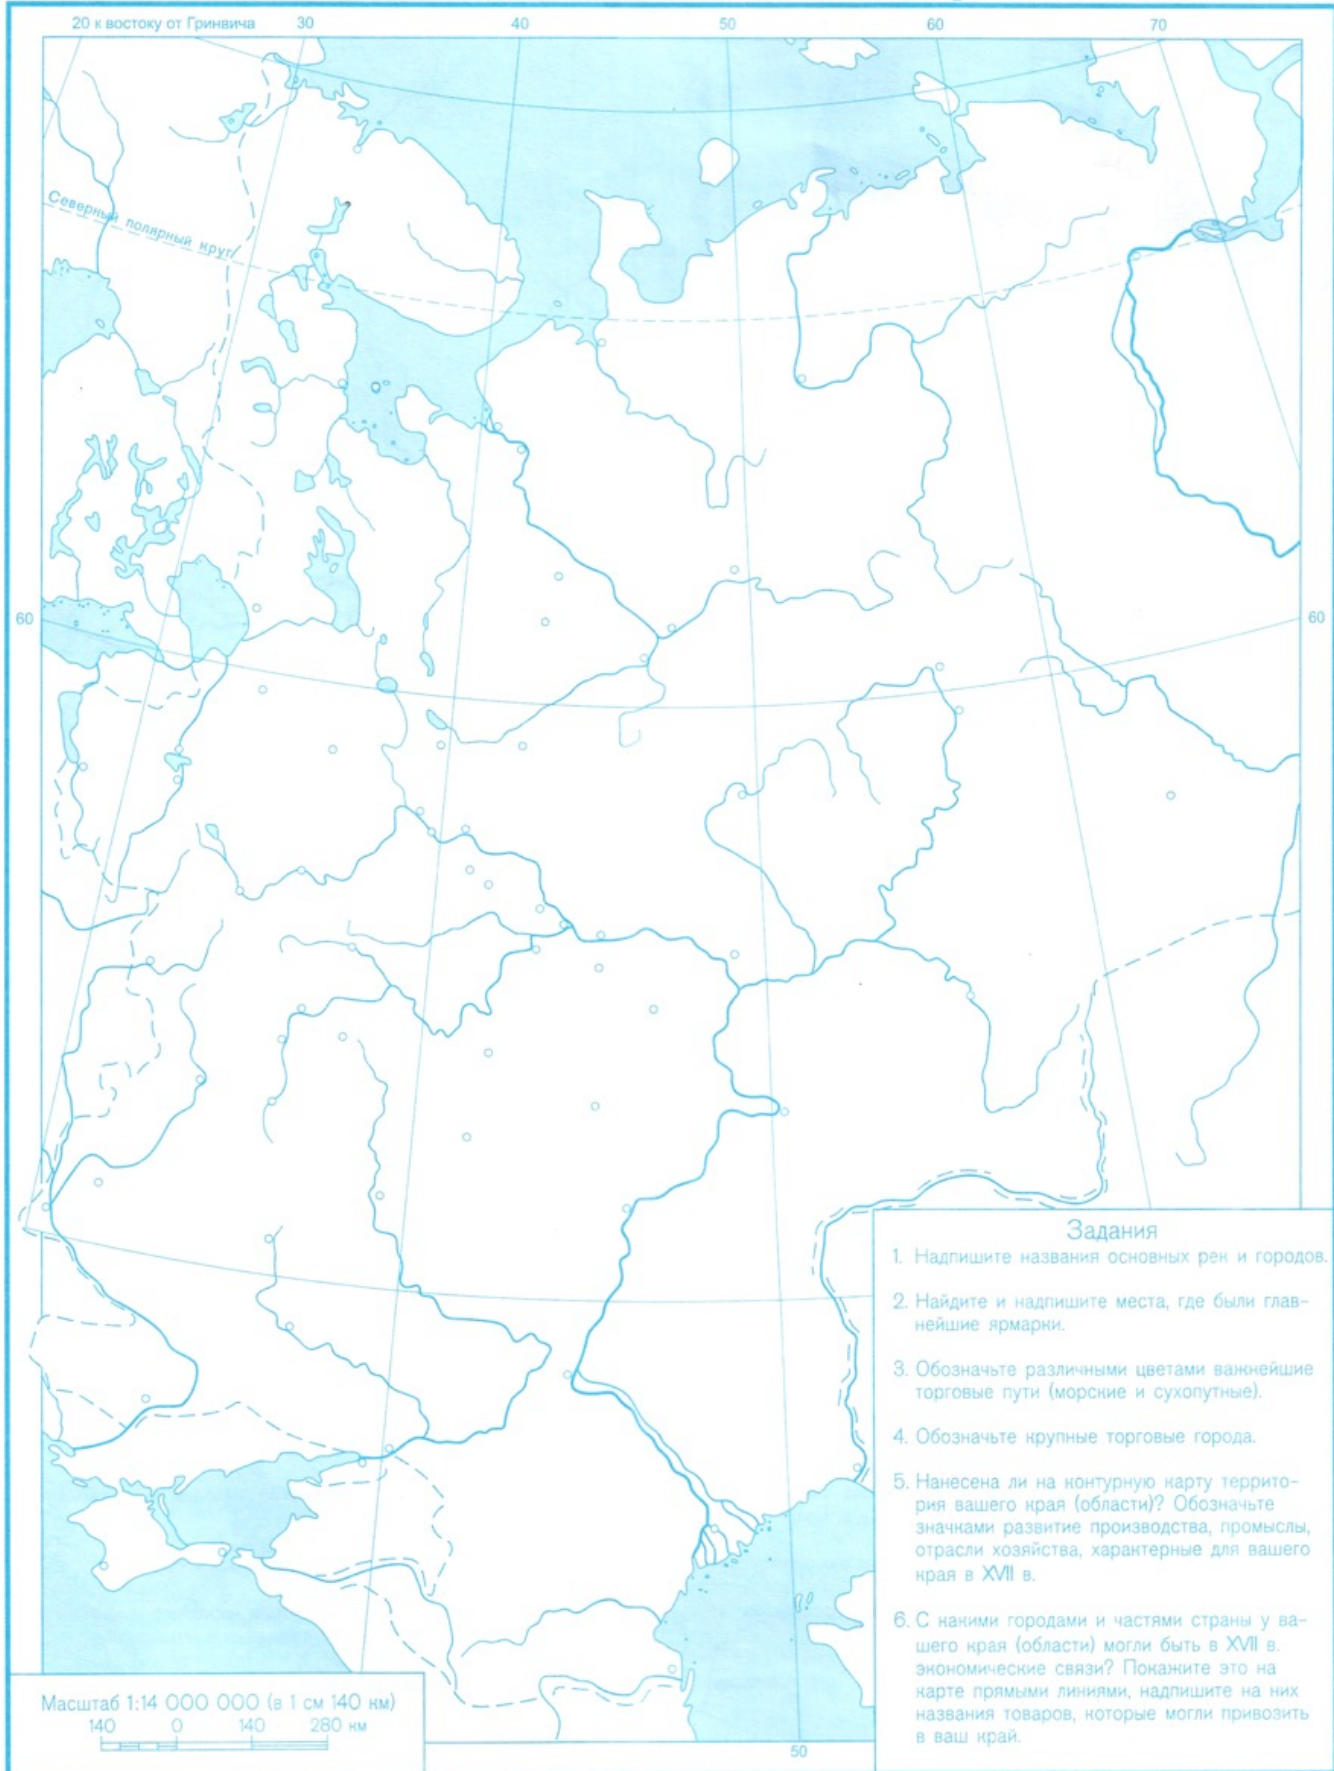 20 к востоку от Гринвича 30 40 50 60 70
Северный полярный круг
60 60
Задания
1. Надпишите названия основных рек и городов.
2. Найдите и надпишите места, где были глав-
нейшие ярмарки.
3. Обозначьте различными цветами важнейшие
торговые пути (морские и сухопутные).
4. Обозначьте крупные торговые города.
5. Нанесена ли на контурную карту террито-
рия вашего края (области)? Обозначьте
значками развитие производства, промыслы,
отрасли хозяйства, характерные для вашего
края в XVII в.
6. С какими городами и частями страны у ва-
шего края (области) могли быть в XVII в.
экономические связи? Покажите это на
карте прямыми линиями, надпишите на них
названия товаров, которые могли привозить
в ваш край.
Масштаб 1:14 000 000 (в 1 см 140 км)
140 0 140 280 км
50